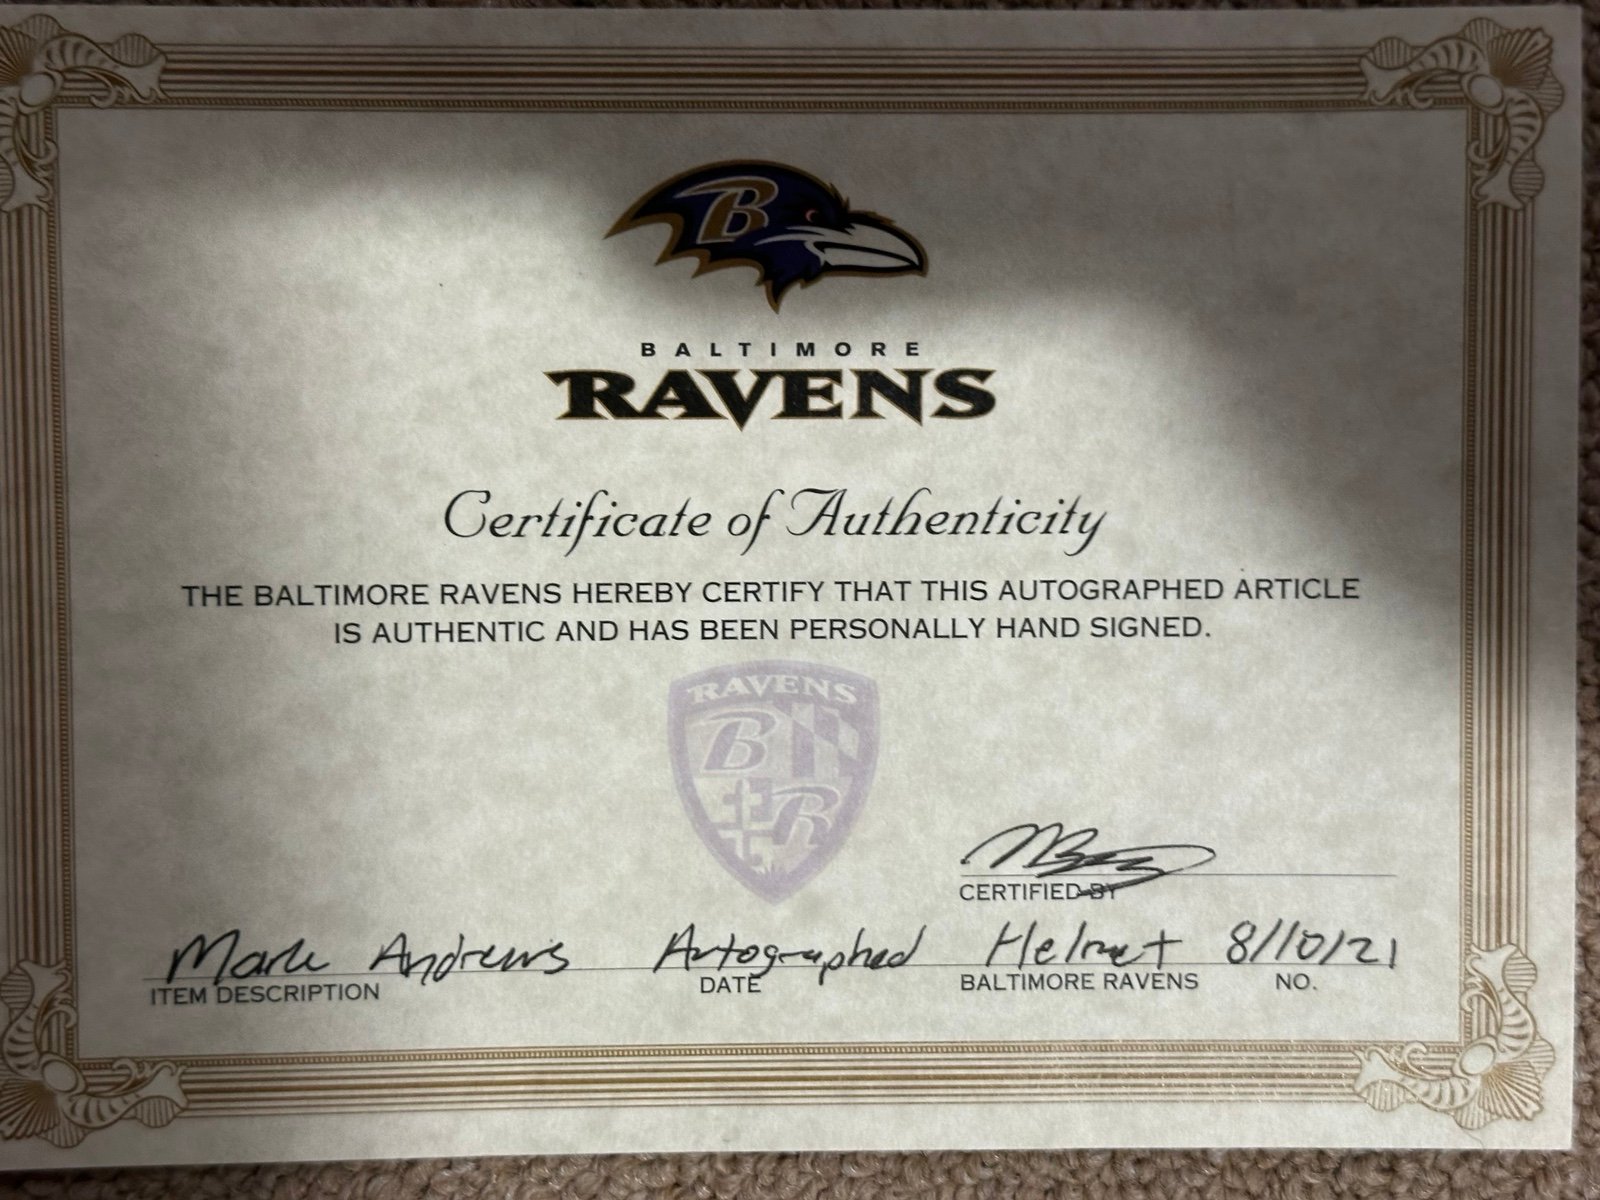 B
BALTIMORE
RAVENS
Certificate of Authenticity
THE BALTIMORE RAVENS HEREBY CERTIFY THAT THIS AUTOGRAPHED ARTICLE
IS AUTHENTIC AND HAS BEEN PERSONALLY HAND SIGNED.
RAVENS
B
R
CERTIFIED BY
Mark Andrews Autographed Helmet 8/10/21
ITEM DESCRIPTION DATE BALTIMORE RAVENS NO.